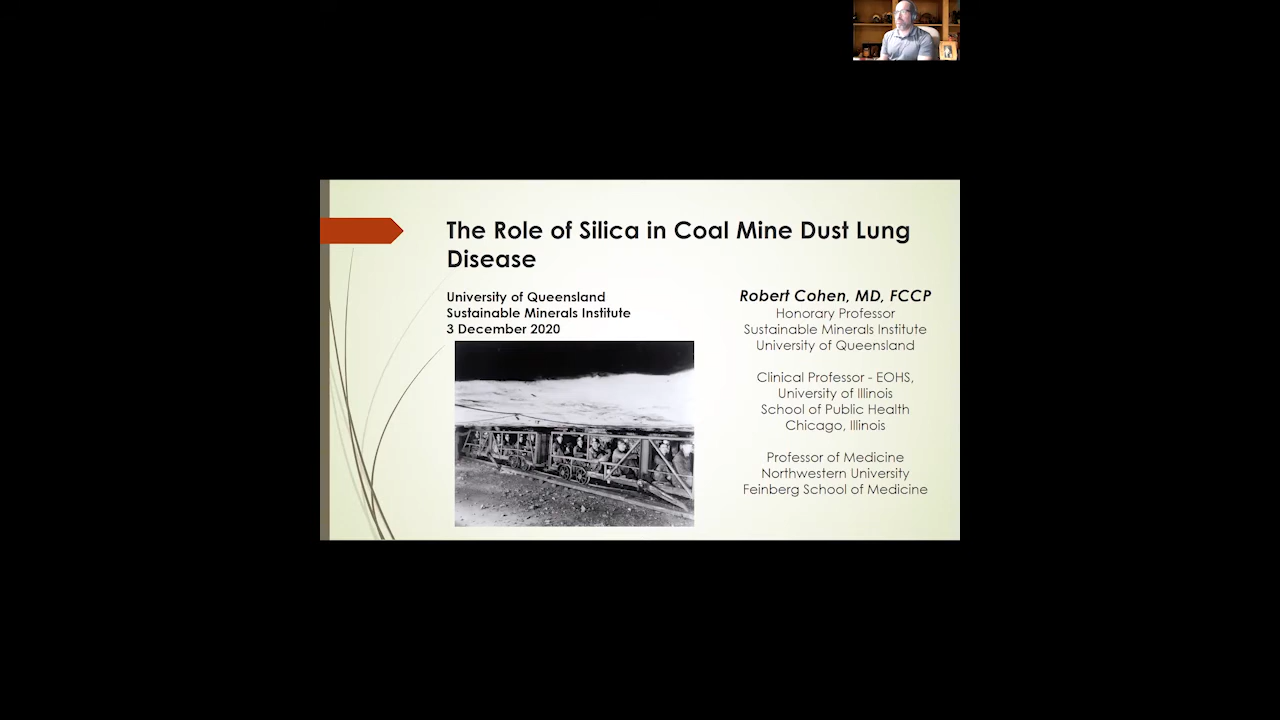 The Role of Silica in Coal Mine Dust Lung
Disease
University of Queensland
Sustainable Minerals Institute
3 December 2020
Robert Cohen, MD, FCCP
Honorary Professor
Sustainable Minerals Institute
University of Queensland
Clinical Professor - EOHS,
University of Illinois
School of Public Health
Chicago, Illinois
Professor of Medicine
Northwestern University
Feinberg School of Medicine